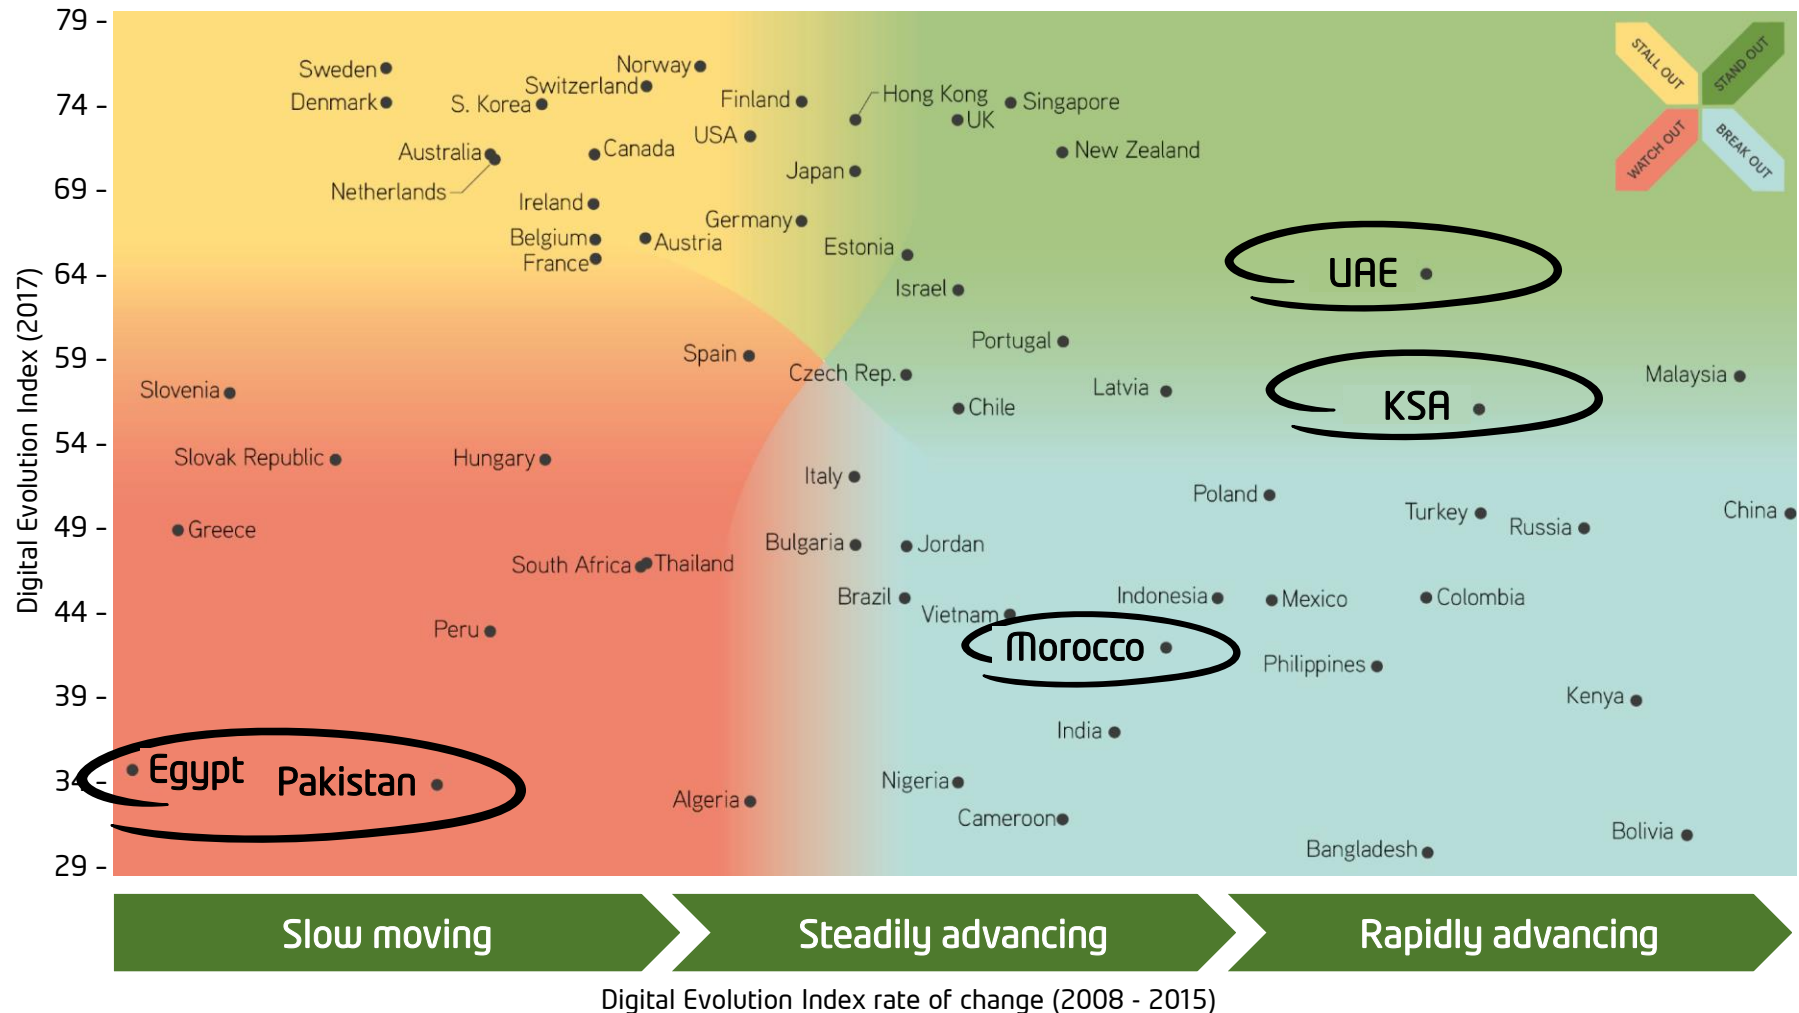 79 -
STALL OUT
STAND OUT
WATCH OUT
BREAK OUT
Sweden
Norway
Switzerland
Denmark
S. Korea
Finland
Hong Kong
Singapore
74 -
UK
USA
Australia
Canada
New Zealand
Japan
Netherlands
69 -
Ireland
Germany
Belgium
Austria
Estonia
France
64 -
UAE
Israel
Portugal
59 -
Spain
Czech Rep.
Malaysia
Slovenia
Latvia
KSA
Chile
54 -
Slovak Republic
Hungary
Italy
Poland
Turkey
China
Russia
49 -
Greece
Bulgaria
Jordan
South Africa
Thailand
Brazil
Indonesia
Mexico
Colombia
44 -
Vietnam
Peru
Morocco
Philippines
39 -
Kenya
India
34 -
Egypt
Pakistan
Nigeria
Algeria
Cameroon
Bolivia
Bangladesh
29 -
Digital Evolution Index (2017)
Slow moving
Steadily advancing
Rapidly advancing
Digital Evolution Index rate of change (2008 - 2015)